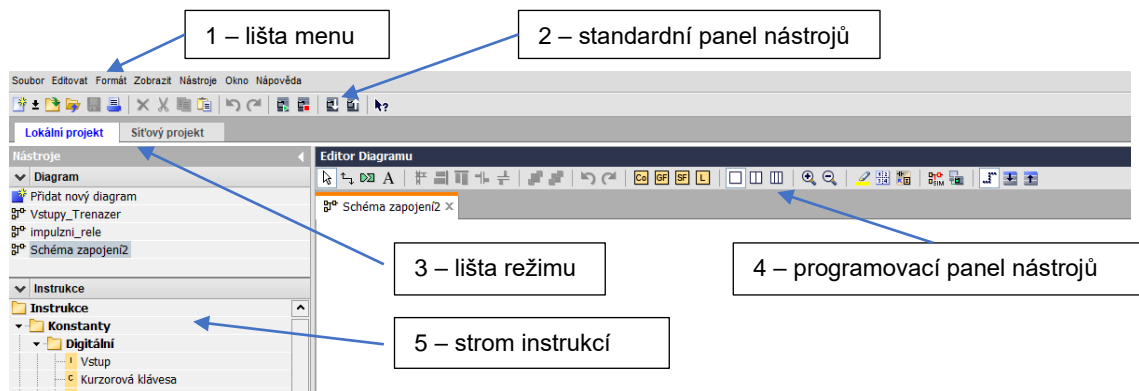 1 – lišta menu
2 – standardní panel nástrojů
Soubor Editovat Formát Zobrazit Nástroje Okno Nápověda
Lokální projekt Síťový projekt
Nástroje
Editor Diagramu
Diagram
A Co GF SF L SIM
Přidat nový diagram
Schéma zapojení2
Vstupy_Trenazer
impulzni_rele
Schéma zapojení2
3 – lišta režimu
4 – programovací panel nástrojů
Instrukce
Instrukce
Konstanty
5 – strom instrukcí
Digitální
I Vstup
C Kurzorová klávesa